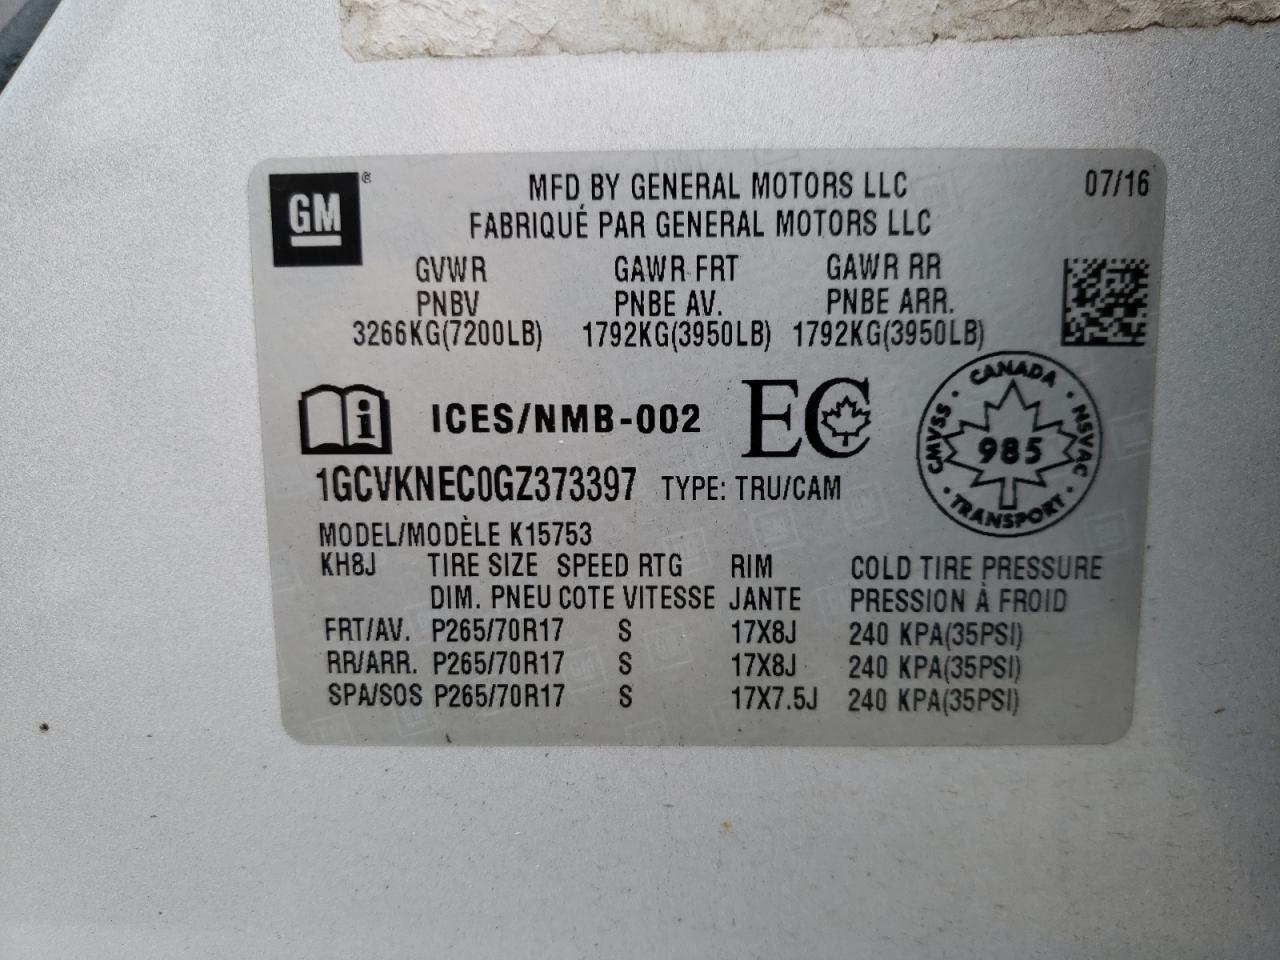 GM
MFD BY GENERAL MOTORS LLC 07/16
FABRIQUÉ PAR GENERAL MOTORS LLC
GVWR GAWR FRT GAWR RR
PNBV PNBE AV. PNBE ARR.
3266KG(7200LB) 1792KG(3950LB) 1792KG(3950LB)
ICES/NMB-002 EC
CANADA
CMVSS 985 NSVAC
TRANSPORT
1GCVKNEC0GZ373397 TYPE: TRU/CAM
MODEL/MODÈLE K15753
KH8J TIRE SIZE SPEED RTG RIM COLD TIRE PRESSURE
DIM. PNEU COTE VITESSE JANTE PRESSION À FROID
FRT/AV. P265/70R17 S 17X8J 240 KPA(35PSI)
RR/ARR. P265/70R17 S 17X8J 240 KPA(35PSI)
SPA/SOS P265/70R17 S 17X7.5J 240 KPA(35PSI)